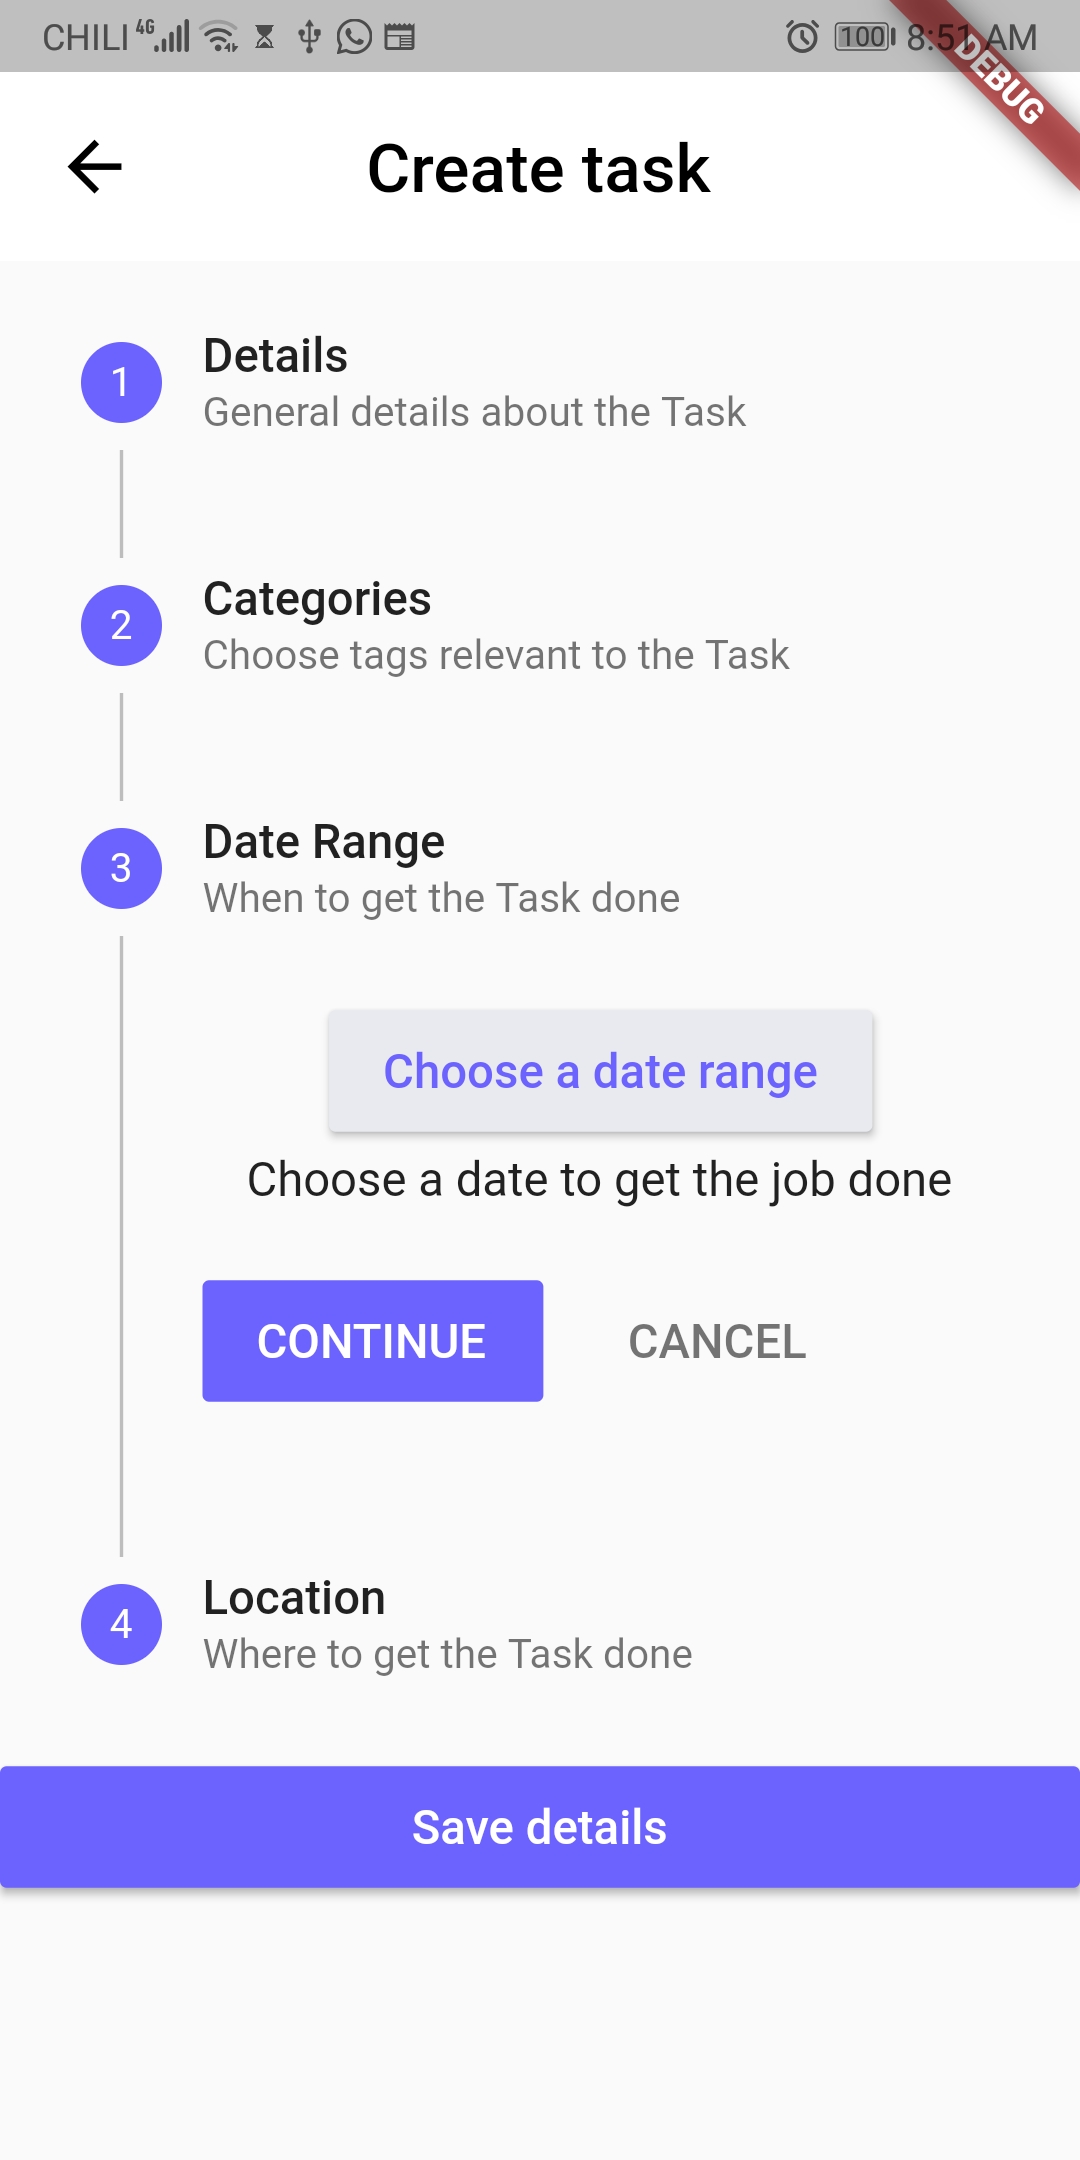 CHILI 4G 100 8:51 AM
DEBUG
Create task
1 Details
General details about the Task
2 Categories
Choose tags relevant to the Task
3 Date Range
When to get the Task done
Choose a date range
Choose a date to get the job done
CONTINUE CANCEL
4 Location
Where to get the Task done
Save details